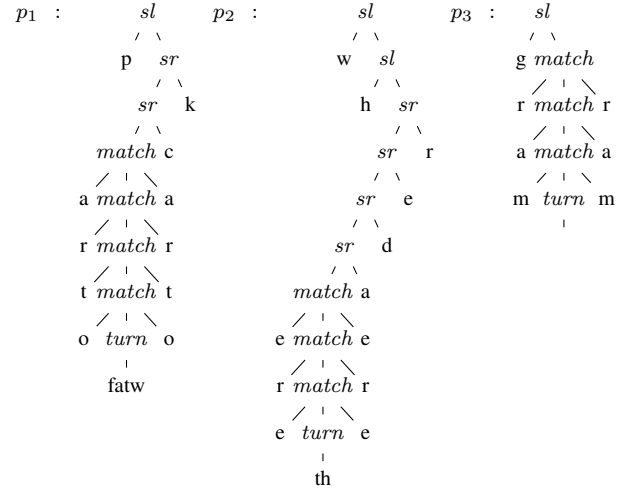 p1 : sl p2 : sl p3 : sl
p sr w sl g match
sr k h sr r match r
match c sr r a match a
a match a sr e m turn m
r match r sr d
t match t match a
o turn o e match e
fatw r match r
e turn e
th